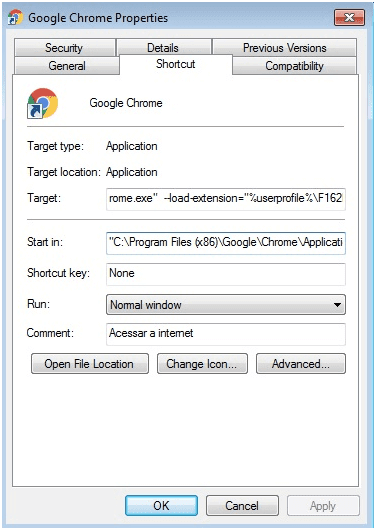 Google Chrome Properties
Security Details Previous Versions
General Shortcut Compatibility
Google Chrome
Target type: Application
Target location: Application
Target: rome.exe" --load-extension="%userprofile%\F162
Start in: "C:\Program Files (x86)\Google\Chrome\Applicati
Shortcut key: None
Run: Normal window
Comment: Acessar a internet
Open File Location Change Icon... Advanced...
OK Cancel Apply